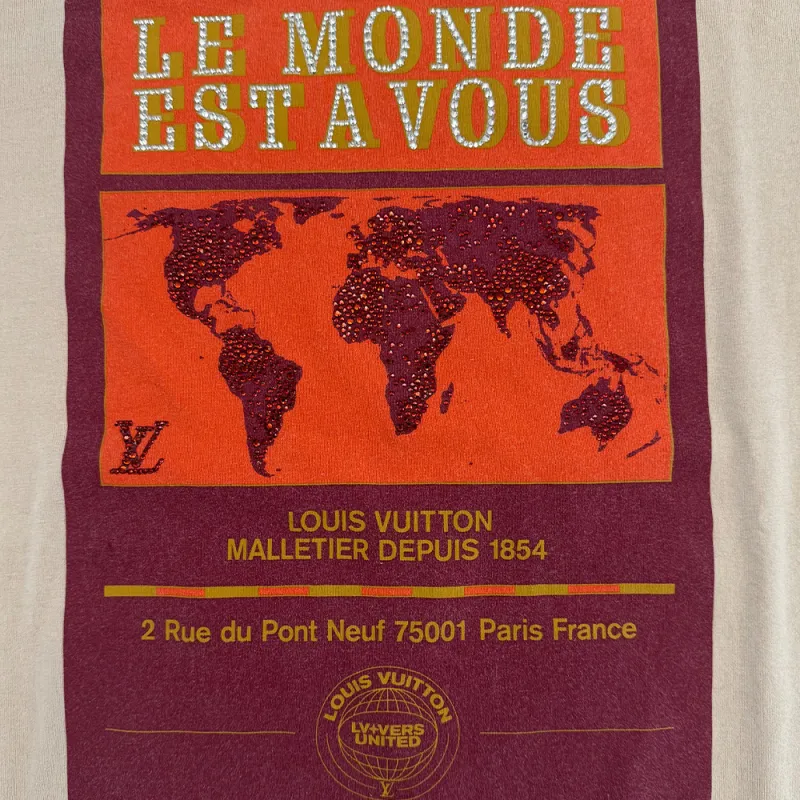 LE MONDE
EST A VOUS
LV
LOUIS VUITTON
MALLETIER DEPUIS 1854
2 Rue du Pont Neuf 75001 Paris France
LOUIS VUITTON
LV+VERS
UNITED
LV